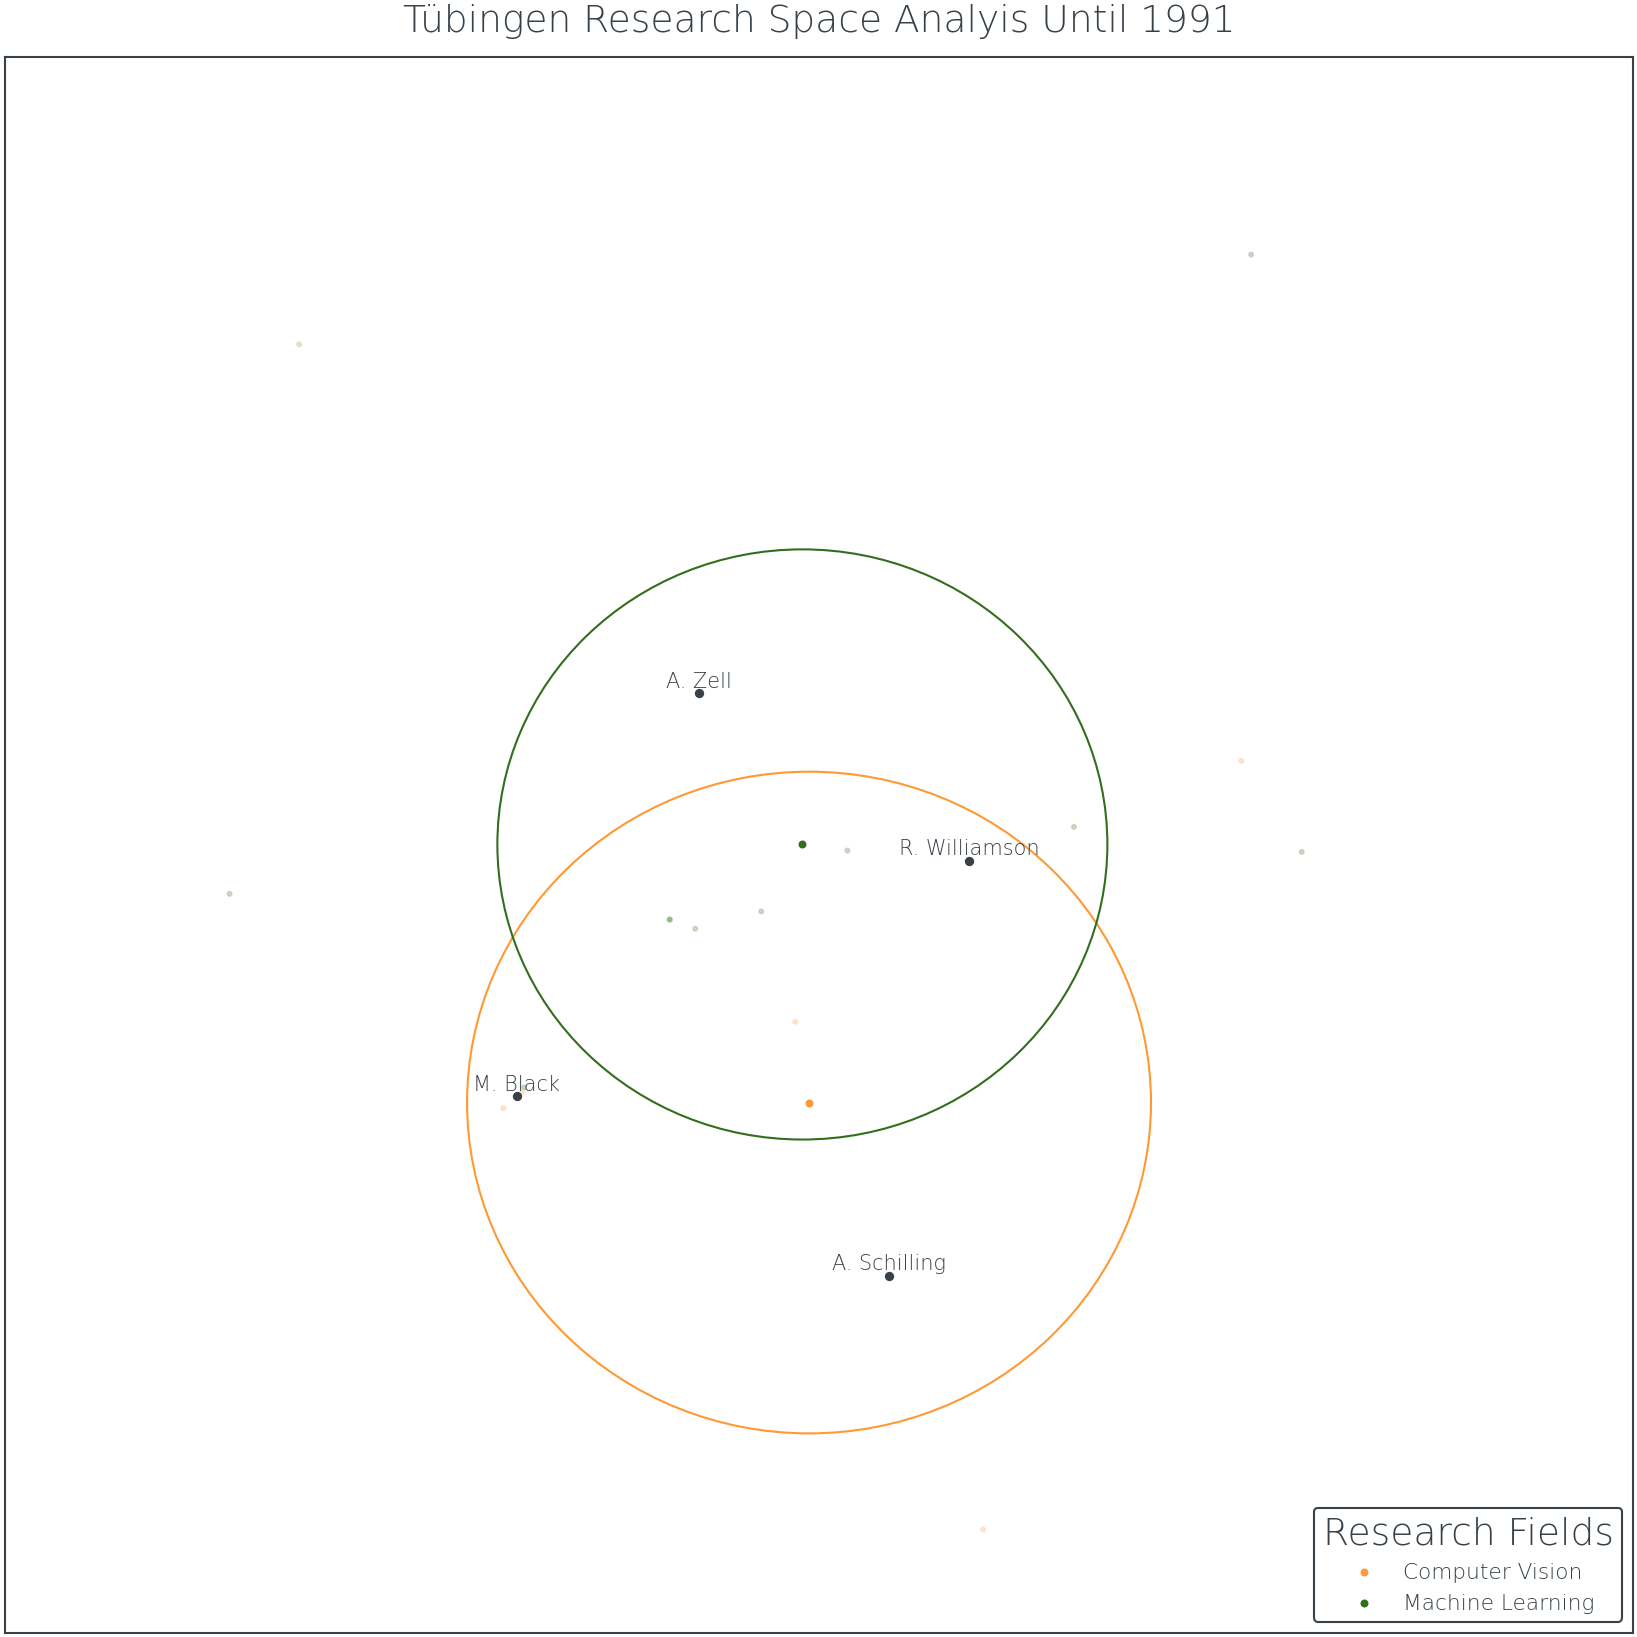 Tübingen Research Space Analyis Until 1991
A. Zell
R. Williamson
M. Black
A. Schilling
Research Fields
Computer Vision
Machine Learning